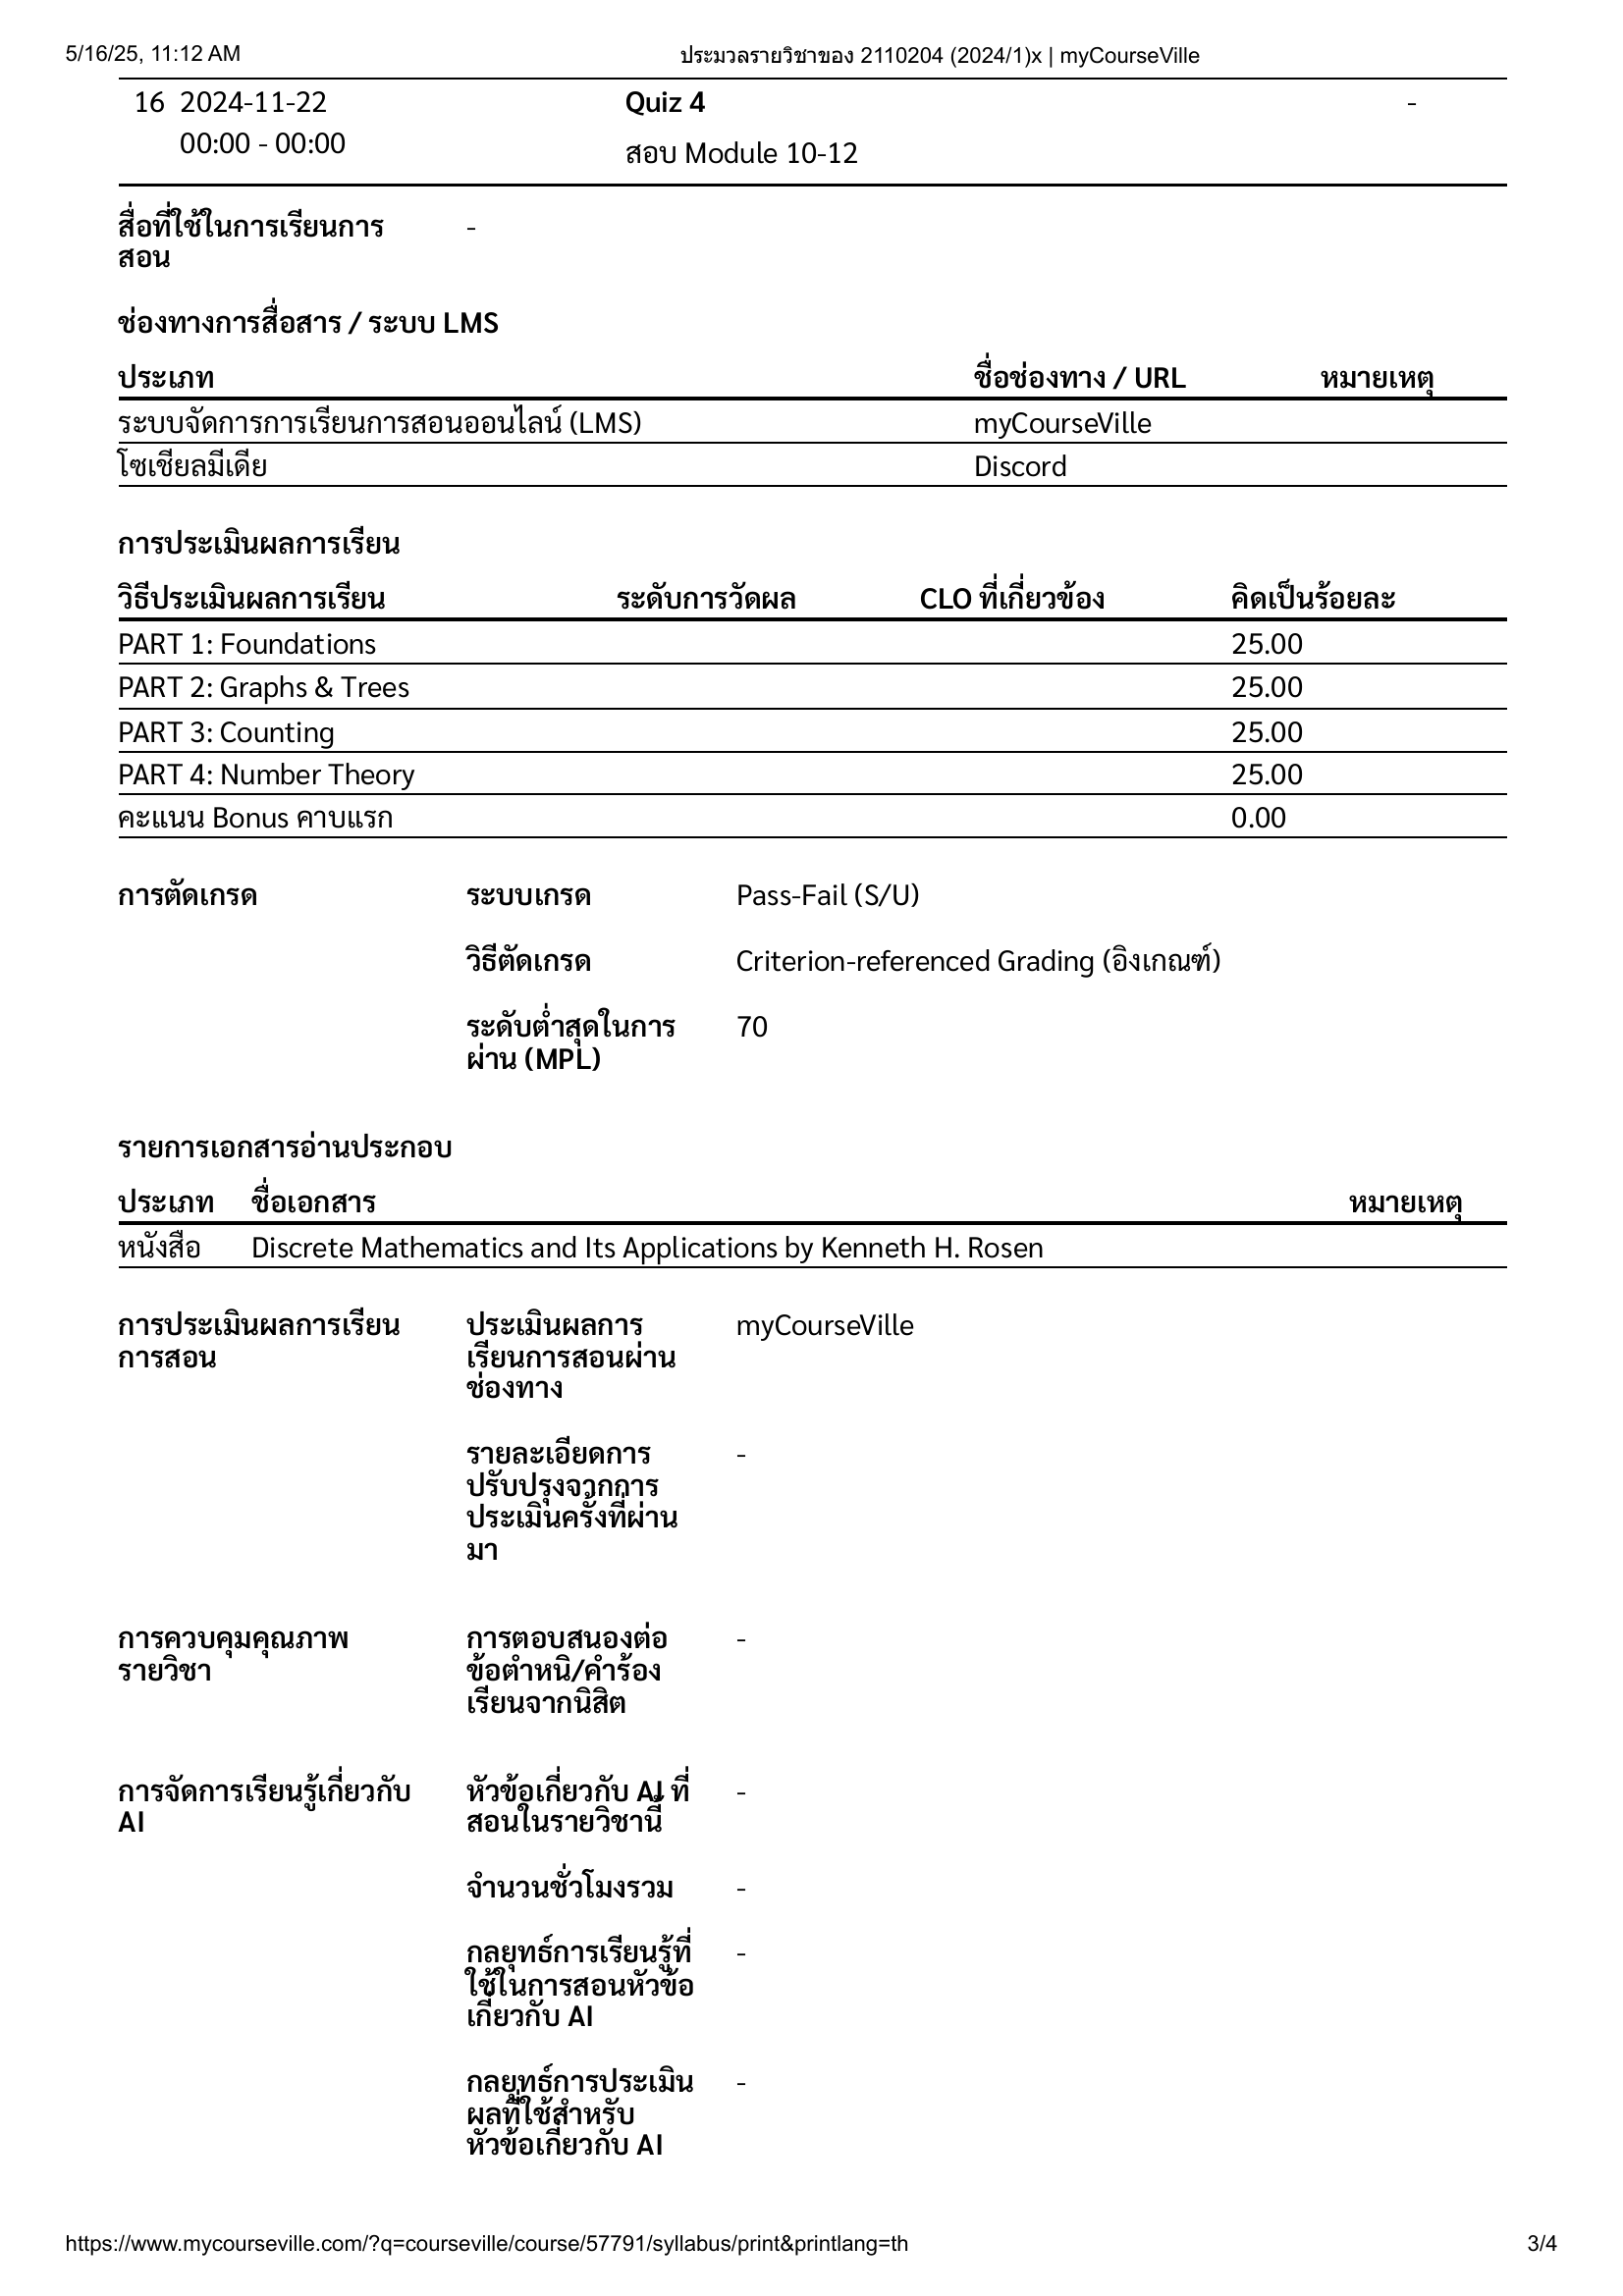 5/16/25, 11:12 AM ประมวลรายวิชาของ 2110204 (2024/1)x | myCourseVille
16 2024-11-22 Quiz 4 -
00:00 - 00:00 สอบ Module 10-12
สื่อที่ใช้ในการเรียนการ -
สอน
ช่องทางการสื่อสาร / ระบบ LMS
ประเภท ชื่อช่องทาง / URL หมายเหตุ
ระบบจัดการการเรียนการสอนออนไลน์ (LMS) myCourseVille
โซเชียลมีเดีย Discord
การประเมินผลการเรียน
วิธีประเมินผลการเรียน ระดับการวัดผล CLO ที่เกี่ยวข้อง คิดเป็นร้อยละ
PART 1: Foundations 25.00
PART 2: Graphs & Trees 25.00
PART 3: Counting 25.00
PART 4: Number Theory 25.00
คะแนน Bonus คาบแรก 0.00
การตัดเกรด ระบบเกรด Pass-Fail (S/U)
วิธีตัดเกรด Criterion-referenced Grading (อิงเกณฑ์)
ระดับต่ำสุดในการ 70
ผ่าน (MPL)
รายการเอกสารอ่านประกอบ
ประเภท ชื่อเอกสาร หมายเหตุ
หนังสือ Discrete Mathematics and Its Applications by Kenneth H. Rosen
การประเมินผลการเรียน ประเมินผลการ myCourseVille
การสอน เรียนการสอนผ่าน
ช่องทาง
รายละเอียดการ -
ปรับปรุงจากการ
ประเมินครั้งที่ผ่าน
มา
การควบคุมคุณภาพ การตอบสนองต่อ -
รายวิชา ข้อตำหนิ/คำร้อง
เรียนจากนิสิต
การจัดการเรียนรู้เกี่ยวกับ หัวข้อเกี่ยวกับ AI ที่ -
AI สอนในรายวิชานี้
จำนวนชั่วโมงรวม -
กลยุทธ์การเรียนรู้ที่ -
ใช้ในการสอนหัวข้อ
เกี่ยวกับ AI
กลยุทธ์การประเมิน -
ผลที่ใช้สำหรับ
หัวข้อเกี่ยวกับ AI
https://www.mycourseville.com/?q=courseville/course/57791/syllabus/print&printlang=th 3/4